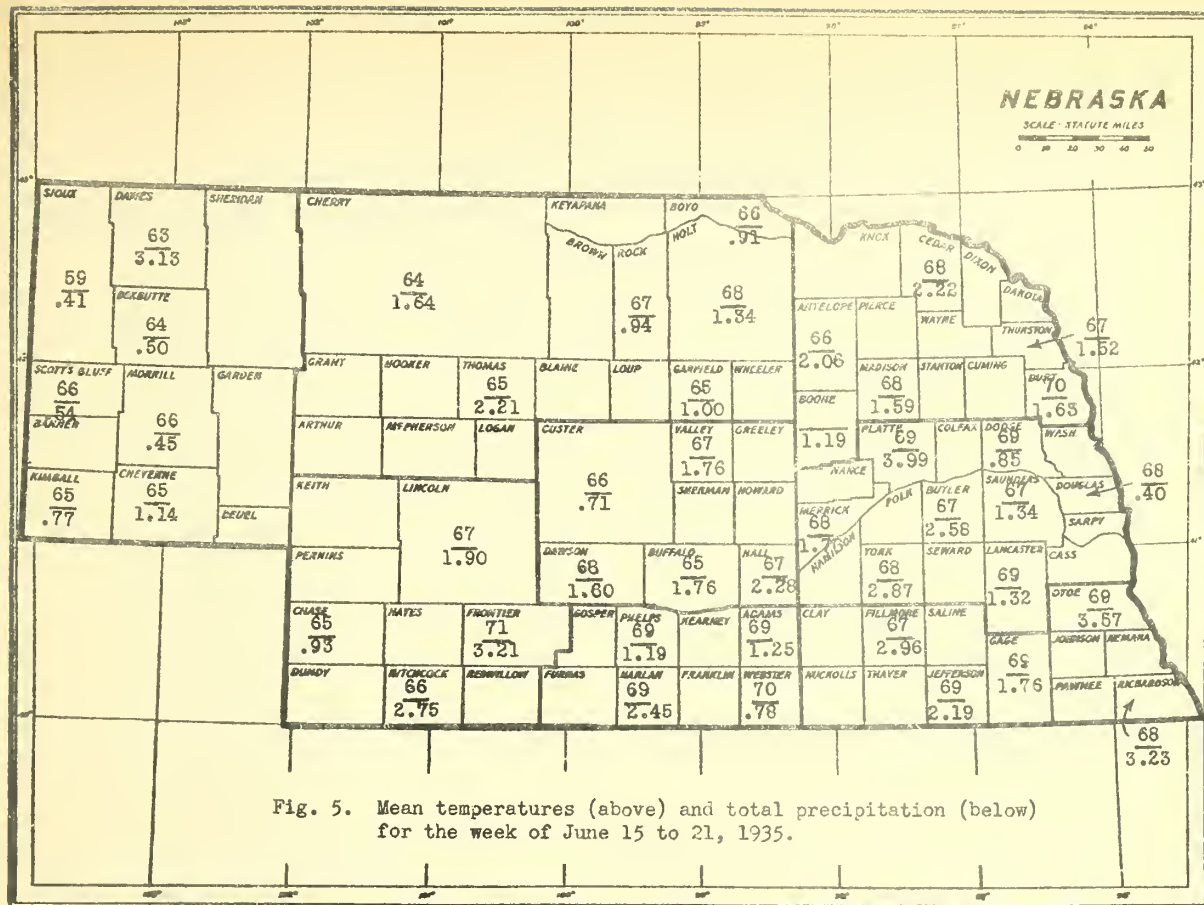 NEBRASKA
SCALE: STATUTE MILES
0 10 20 30 40 50
SIOUX
59
.41
DAWES
63
3.13
SHERIDAN
BOXBUTTE
64
.50
CHERRY
64
1.64
KEYAPAHA
BROWN
ROCK
67
.94
BOYD
66
.91
HOLT
68
1.34
KNOX
CEDAR
68
2.22
DIXON
DAKOTA
ANTELOPE
66
2.06
PIERCE
WAYNE
THURSTON
67
1.52
SCOTTS BLUFF
66
54
MORRILL
66
.45
GARDEN
GRANT
HOOKER
THOMAS
65
2.21
BLAINE
LOUP
GARFIELD
65
1.00
WHEELER
BOONE
1.19
MADISON
68
1.59
STANTON
CUMING
BURT
70
1.63
BANNER
ARTHUR
McPHERSON
LOGAN
CUSTER
66
.71
VALLEY
67
1.76
GREELEY
NANCE
PLATTE
69
3.99
COLFAX
DODGE
69
.85
WASH.
KIMBALL
65
.77
CHEYENNE
65
1.14
DEUEL
KEITH
LINCOLN
67
1.90
SHERMAN
HOWARD
MERRICK
68
POLK
BUTLER
67
2.58
SAUNDERS
67
1.34
DOUGLAS
68
.40
SARPY
PERKINS
DAWSON
68
1.60
BUFFALO
65
1.76
HALL
67
2.28
HAMILTON
YORK
68
2.87
SEWARD
LANCASTER
69
1.32
CASS
OTOE
69
3.57
CHASE
65
.93
HAYES
FRONTIER
71
3.21
GOSPER
PHELPS
69
1.19
KEARNEY
ADAMS
69
1.25
CLAY
FILLMORE
67
2.96
SALINE
GAGE
69
1.76
JOHNSON
NEMAHA
DUNDY
HITCHCOCK
66
2.75
REDWILLOW
FURNAS
HARLAN
69
2.45
FRANKLIN
WEBSTER
70
.78
NUCKOLLS
THAYER
JEFFERSON
69
2.19
PAWNEE
RICHARDSON
68
3.23
Fig. 5. Mean temperatures (above) and total precipitation (below)
for the week of June 15 to 21, 1935.